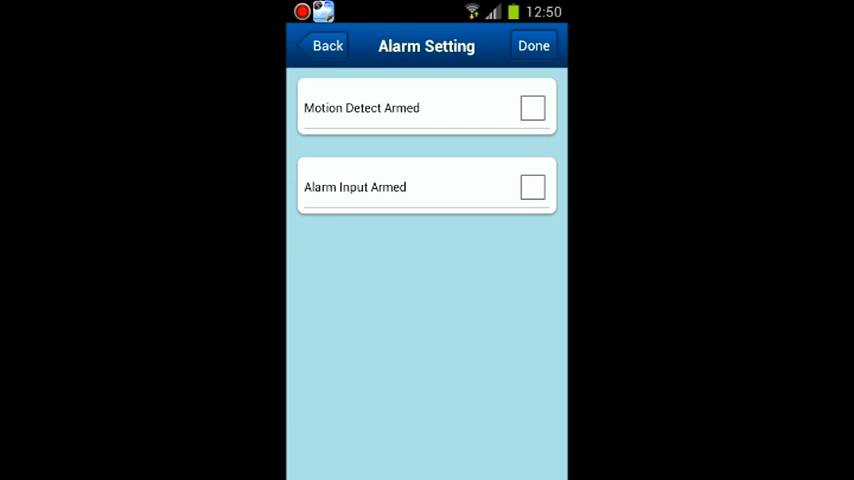 12:50
Back
Alarm Setting
Done
Motion Detect Armed
Alarm Input Armed